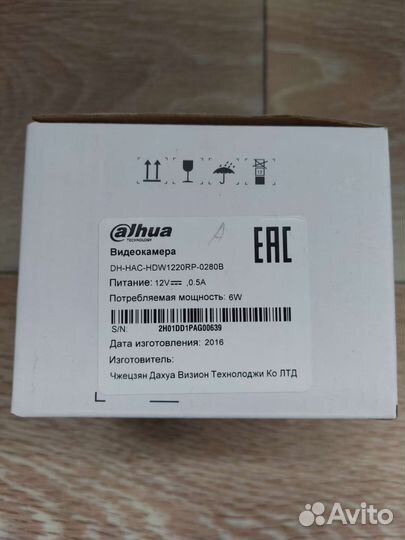 alhua
TECHNOLOGY
A
EAC
Видеокамера
DH-HAC-HDW1220RP-0280B
Питание: 12V⎓ ,0.5A
Потребляемая мощность: 6W
S/N: 2H01DD1PAG00639
Дата изготовления: 2016
Изготовитель:
Чжецзян Дахуа Визион Технолоджи Ко ЛТД
Avito